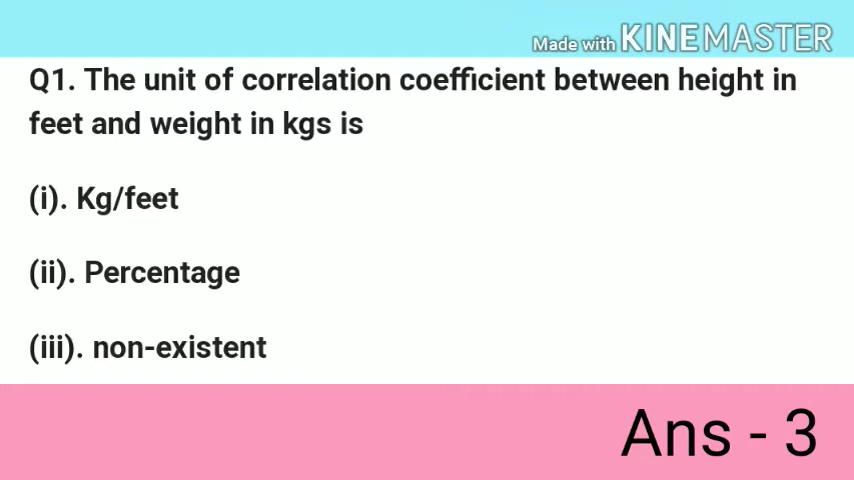 Made with KINEMASTER
Q1. The unit of correlation coefficient between height in
feet and weight in kgs is
(i). Kg/feet
(ii). Percentage
(iii). non-existent
Ans - 3